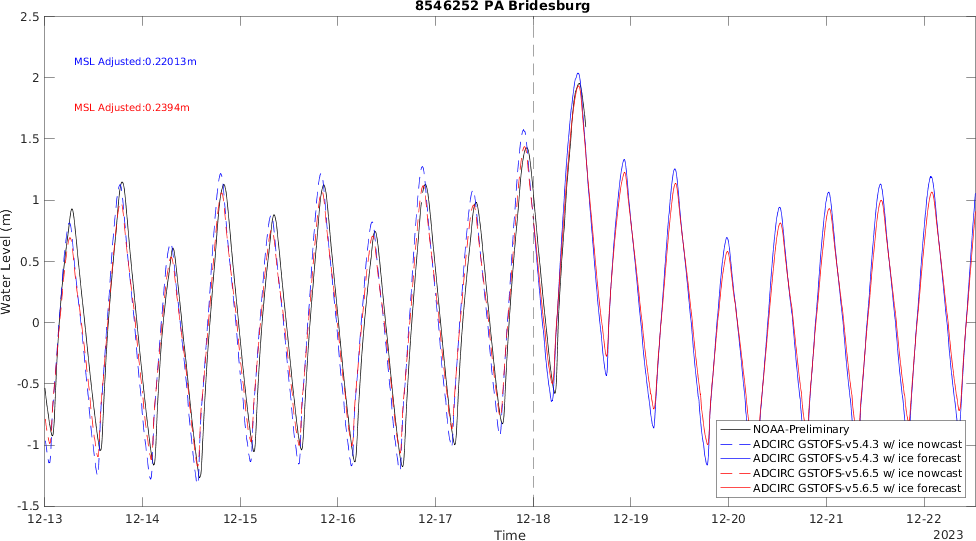 8546252 PA Bridesburg
2.5
2
1.5
1
0.5
0
-0.5
-1
-1.5
Water Level (m)
MSL Adjusted:0.22013m
MSL Adjusted:0.2394m
NOAA-Preliminary
ADCIRC GSTOFS-v5.4.3 w/ ice nowcast
ADCIRC GSTOFS-v5.4.3 w/ ice forecast
ADCIRC GSTOFS-v5.6.5 w/ ice nowcast
ADCIRC GSTOFS-v5.6.5 w/ ice forecast
12-13 12-14 12-15 12-16 12-17 12-18 12-19 12-20 12-21 12-22
Time
2023